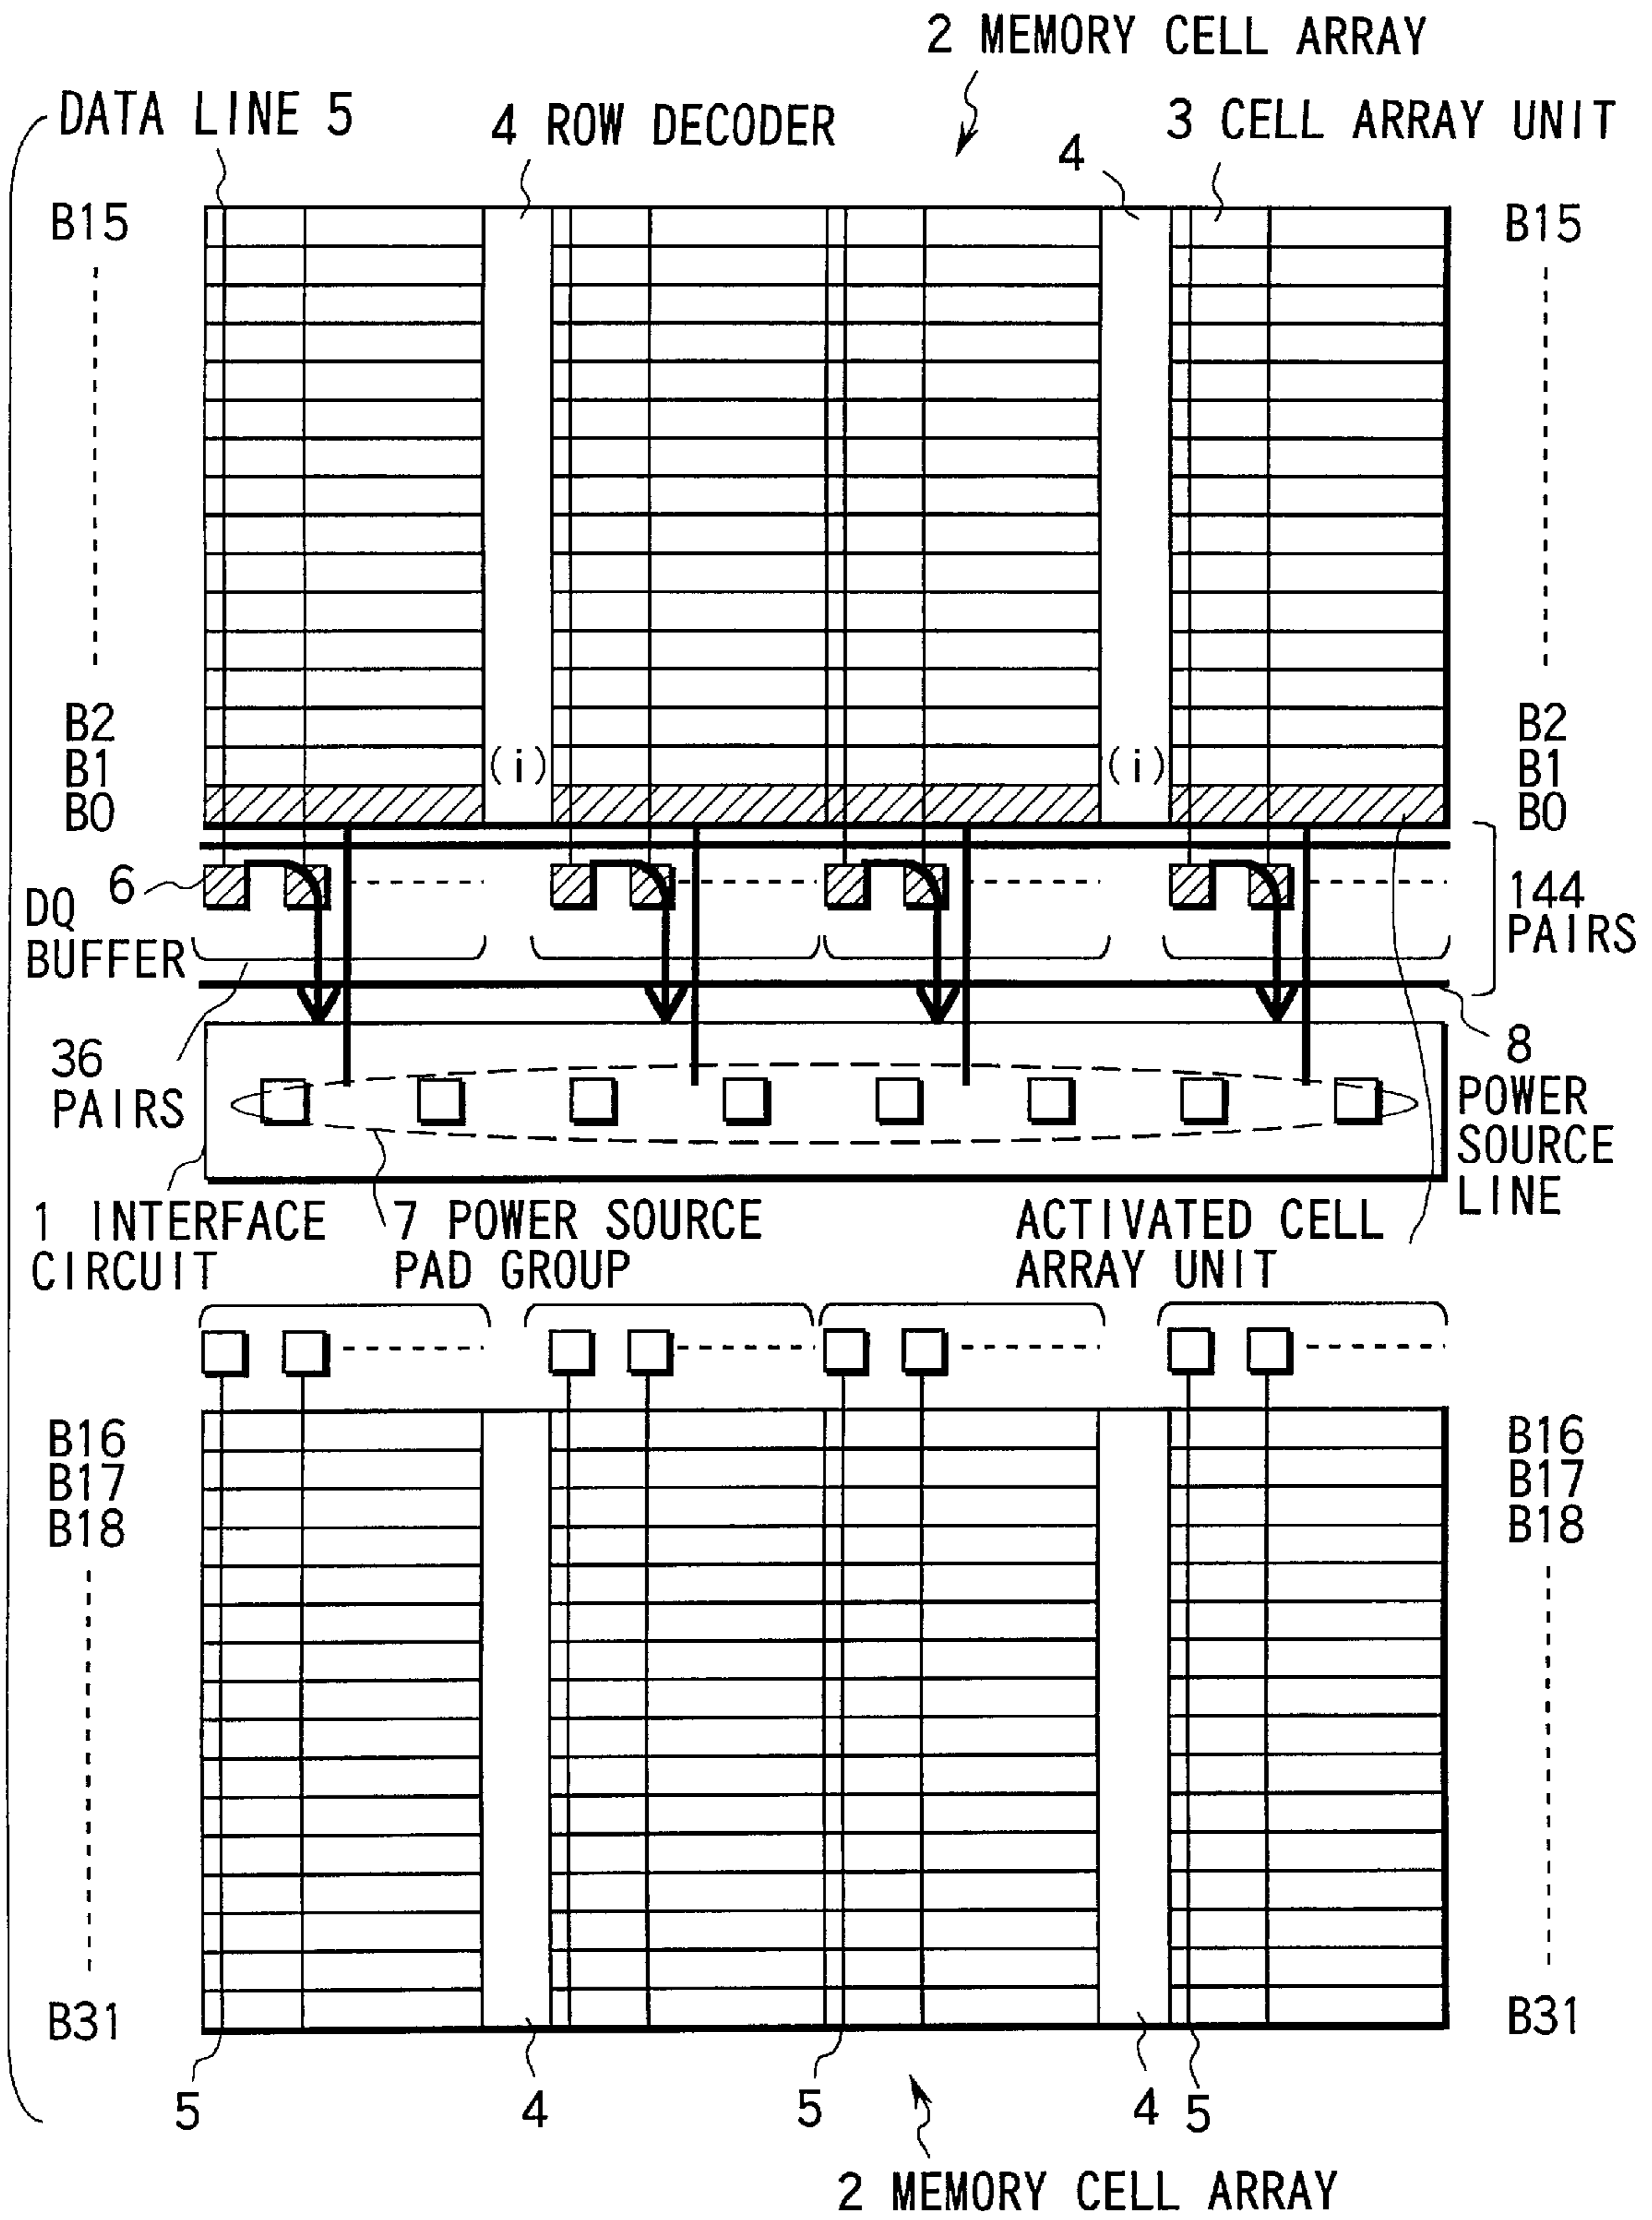 2 MEMORY CELL ARRAY
DATA LINE 5
4 ROW DECODER
4
3 CELL ARRAY UNIT
B15
B15
B2
B2
B1
(i)
(i)
B1
B0
B0
6
DQ
BUFFER
144
PAIRS
36
PAIRS
8
POWER
SOURCE
LINE
1 INTERFACE
CIRCUIT
7 POWER SOURCE
PAD GROUP
ACTIVATED CELL
ARRAY UNIT
B16
B16
B17
B17
B18
B18
B31
B31
5
4
5
4
5
2 MEMORY CELL ARRAY